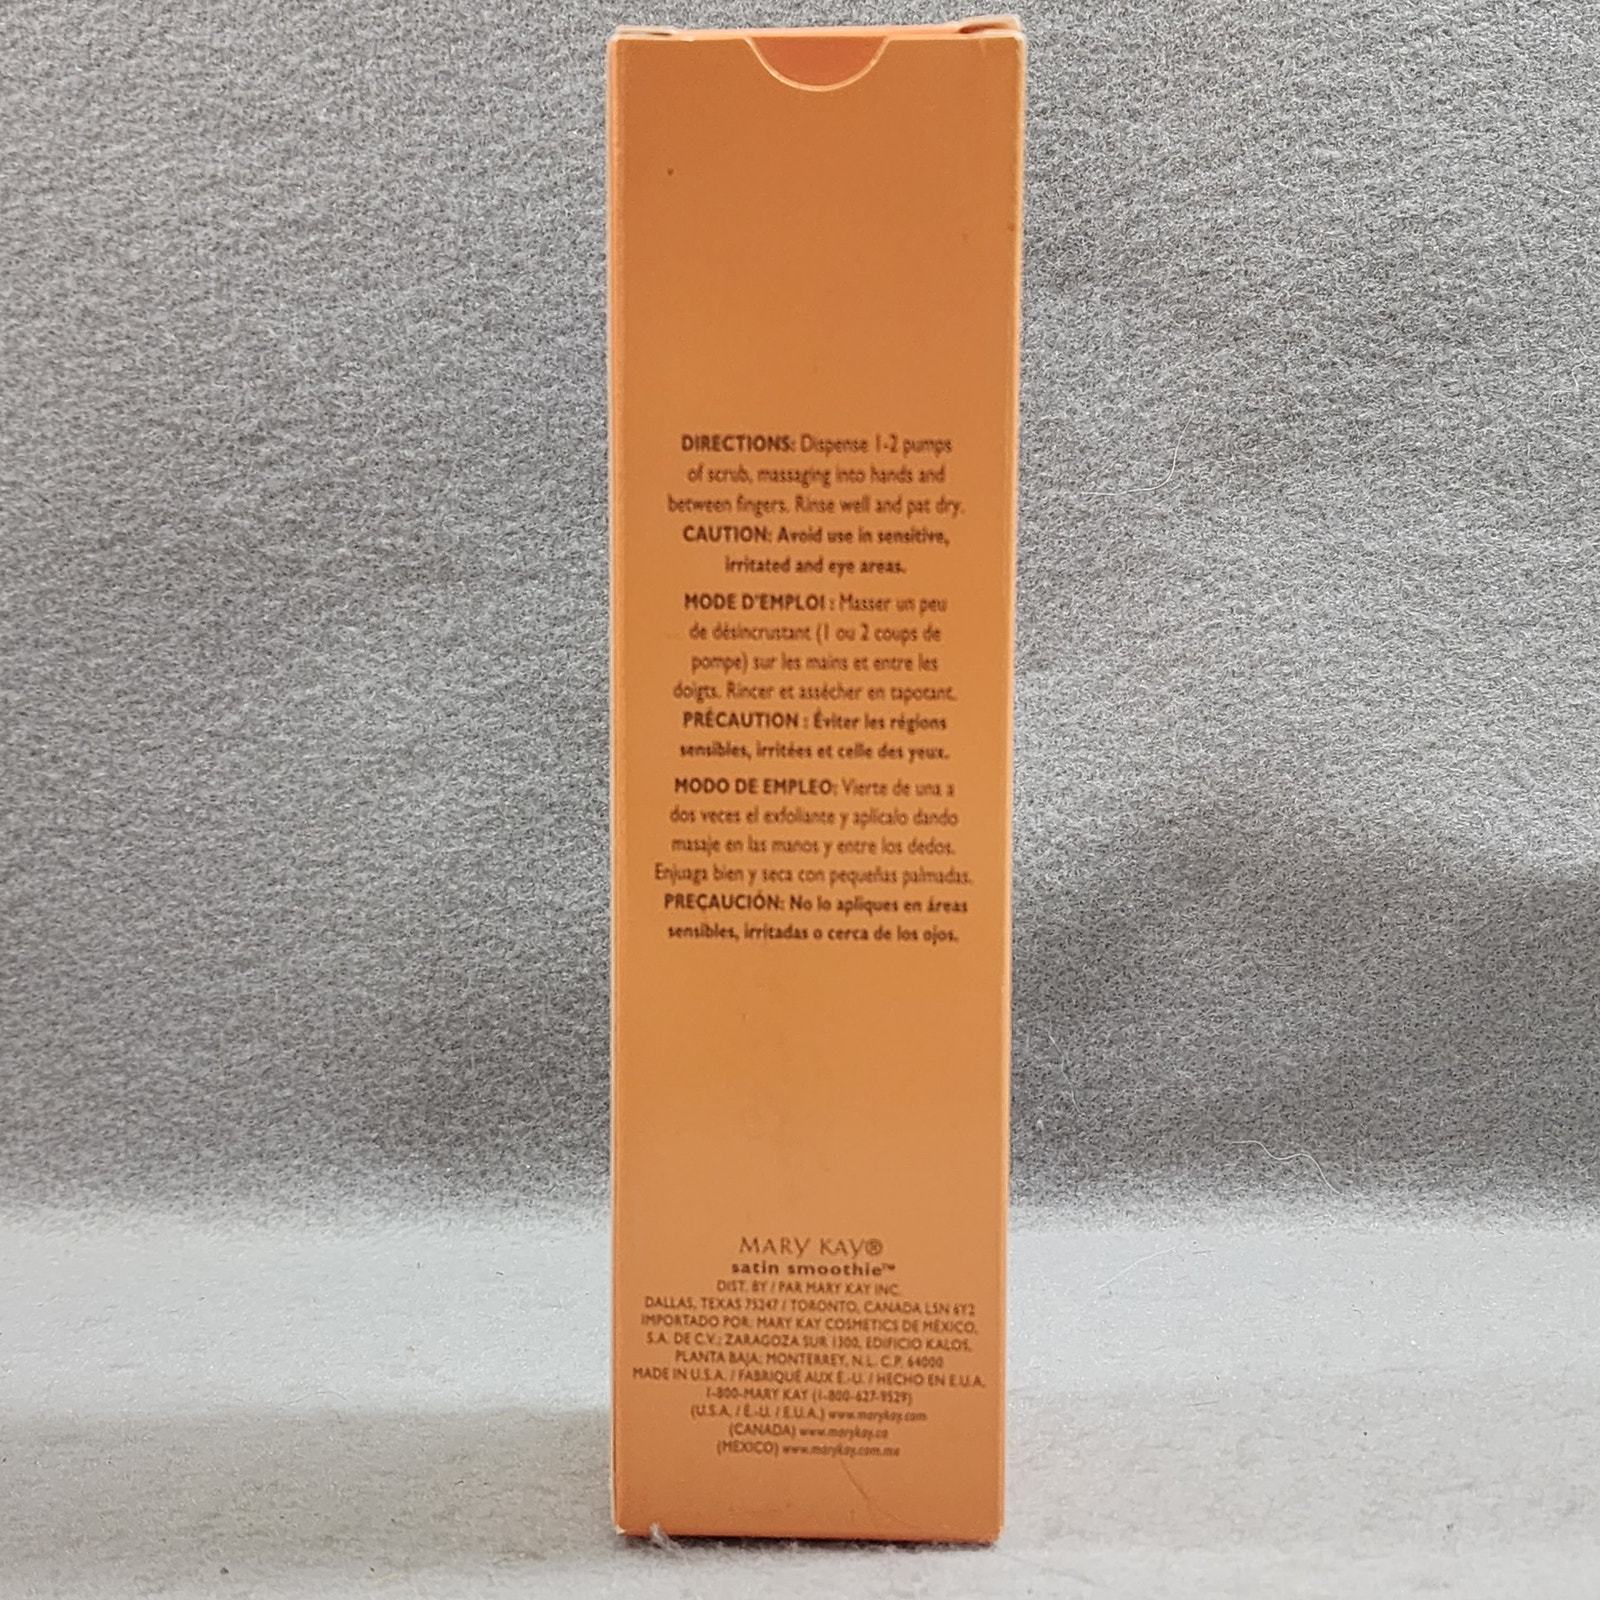 DIRECTIONS: Dispense 1-2 pumps
of scrub, massaging into hands and
between fingers. Rinse well and pat dry.
CAUTION: Avoid use in sensitive,
irritated and eye areas.
MODE D'EMPLOI : Masser un peu
de désincrustant (1 ou 2 coups de
pompe) sur les mains et entre les
doigts. Rincer et assécher en tapotant.
PRÉCAUTION : Éviter les régions
sensibles, irritées et celle des yeux.
MODO DE EMPLEO: Vierte de una a
dos veces el exfoliante y aplícalo dando
masaje en las manos y entre los dedos.
Enjuaga bien y seca con pequeñas palmadas.
PRECAUCIÓN: No lo apliques en áreas
sensibles, irritadas o cerca de los ojos.
MARY KAY®
satin smoothie™
DIST. BY / PAR MARY KAY INC.
DALLAS, TEXAS 75247 / TORONTO, CANADA L5N 6Y2
IMPORTADO POR: MARY KAY COSMETICS DE MÉXICO,
S.A. DE C.V.; ZARAGOZA SUR 1300, EDIFICIO KALOS,
PLANTA BAJA; MONTERREY, N.L. C.P. 64000
MADE IN U.S.A. / FABRIQUÉ AUX É.-U. / HECHO EN E.U.A.
1-800-MARY KAY (1-800-627-9529)
(U.S.A. / É.-U. / E.U.A.) www.marykay.com
(CANADA) www.marykay.ca
(MEXICO) www.marykay.com.mx